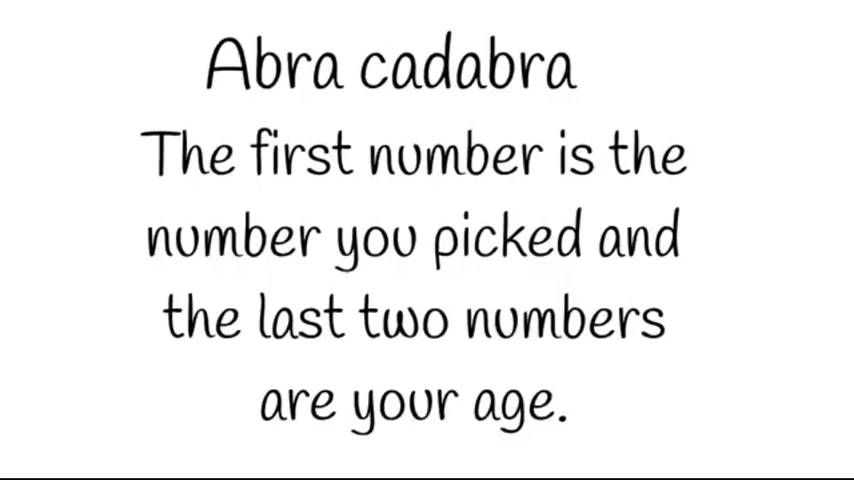 Abra cadabra
The first number is the
number you picked and
the last two numbers
are your age.